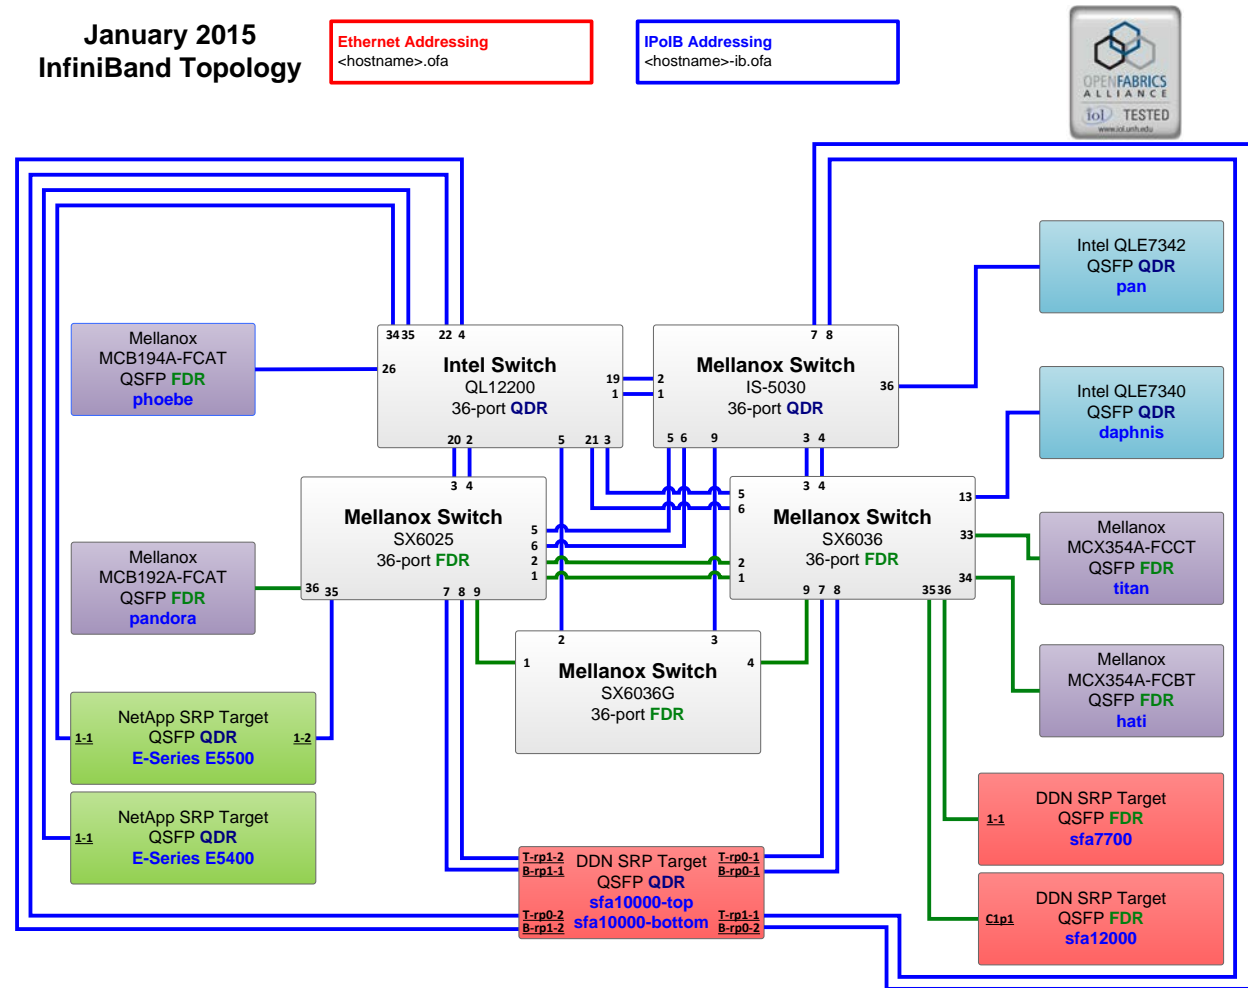 January 2015
InfiniBand Topology
Ethernet Addressing
<hostname>.ofa
IPoIB Addressing
<hostname>-ib.ofa
OPENFABRICS
ALLIANCE
iol TESTED
www.iol.unh.edu
34 35 22 4
7 8
Intel QLE7342
QSFP QDR
pan
Mellanox
MCB194A-FCAT
QSFP FDR
phoebe
26
Intel Switch
QL12200
36-port QDR
19
1
20 2 5 21 3
2
1
Mellanox Switch
IS-5030
36-port QDR
36
5 6 9 3 4
Intel QLE7340
QSFP QDR
daphnis
3 4
Mellanox Switch
SX6025
36-port FDR
5
6
2
1
36 35 7 8 9
3 4
5
6
2
1
Mellanox Switch
SX6036
36-port FDR
13
33
34
9 7 8 35 36
Mellanox
MCX354A-FCCT
QSFP FDR
titan
Mellanox
MCB192A-FCAT
QSFP FDR
pandora
2 3
1 4
Mellanox Switch
SX6036G
36-port FDR
Mellanox
MCX354A-FCBT
QSFP FDR
hati
1-1 1-2
NetApp SRP Target
QSFP QDR
E-Series E5500
1-1
NetApp SRP Target
QSFP QDR
E-Series E5400
1-1
DDN SRP Target
QSFP FDR
sfa7700
T-rp1-2 T-rp0-1
B-rp1-1 B-rp0-1
DDN SRP Target
QSFP QDR
sfa10000-top
sfa10000-bottom
T-rp0-2 T-rp1-1
B-rp1-2 B-rp0-2
C1p1
DDN SRP Target
QSFP FDR
sfa12000